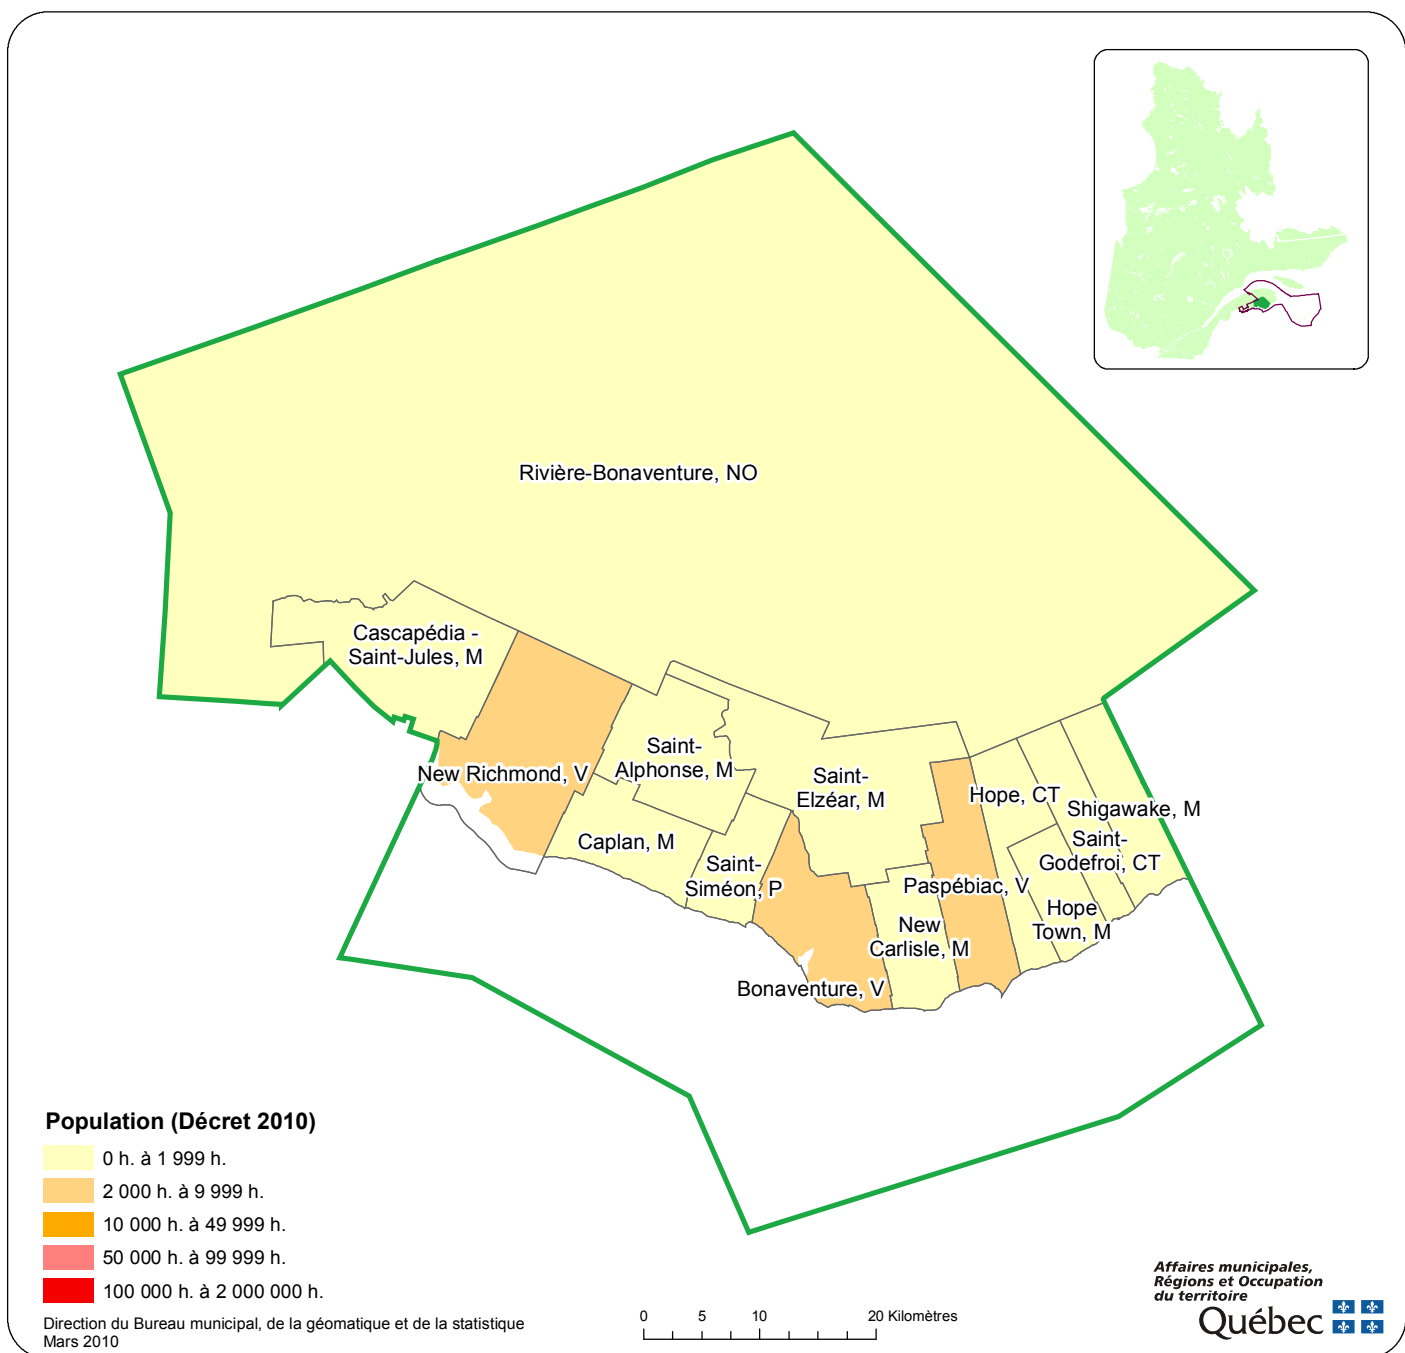 Rivière-Bonaventure, NO
Cascapédia -
Saint-Jules, M
New Richmond, V
Saint-
Alphonse, M
Saint-
Elzéar, M
Hope, CT
Shigawake, M
Caplan, M
Saint-
Godefroi, CT
Saint-
Siméon, P
Paspébiac, V
Hope
Town, M
New
Carlisle, M
Bonaventure, V
Population (Décret 2010)
0 h. à 1 999 h.
2 000 h. à 9 999 h.
10 000 h. à 49 999 h.
50 000 h. à 99 999 h.
100 000 h. à 2 000 000 h.
Direction du Bureau municipal, de la géomatique et de la statistique
Mars 2010
0 5 10 20 Kilomètres
Affaires municipales,
Régions et Occupation
du territoire
Québec